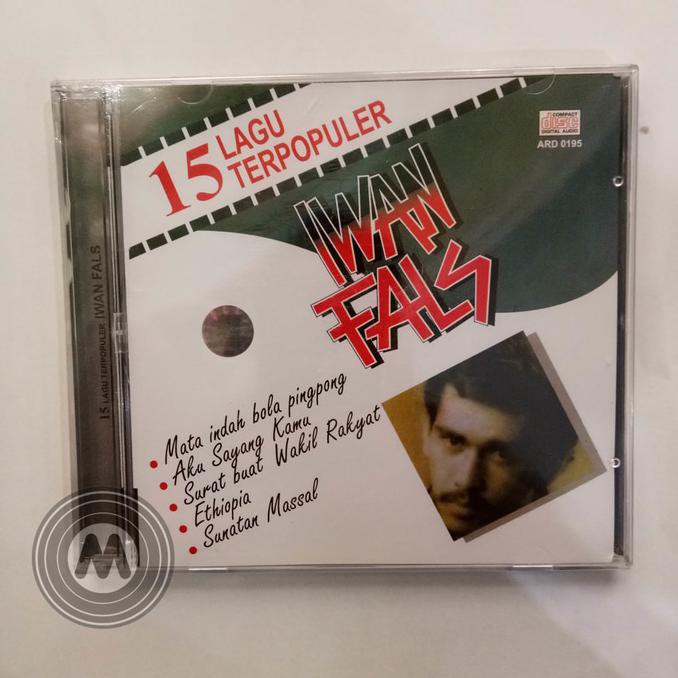 15 LAGU
TERPOPULER
COMPACT
disc
DIGITAL AUDIO
ARD 0195
IWAN
FALS
15 LAGU TERPOPULER IWAN FALS
Mata indah bola pingpong
Aku Sayang Kamu
Surat buat Wakil Rakyat
Ethiopia
Sunatan Massal
M